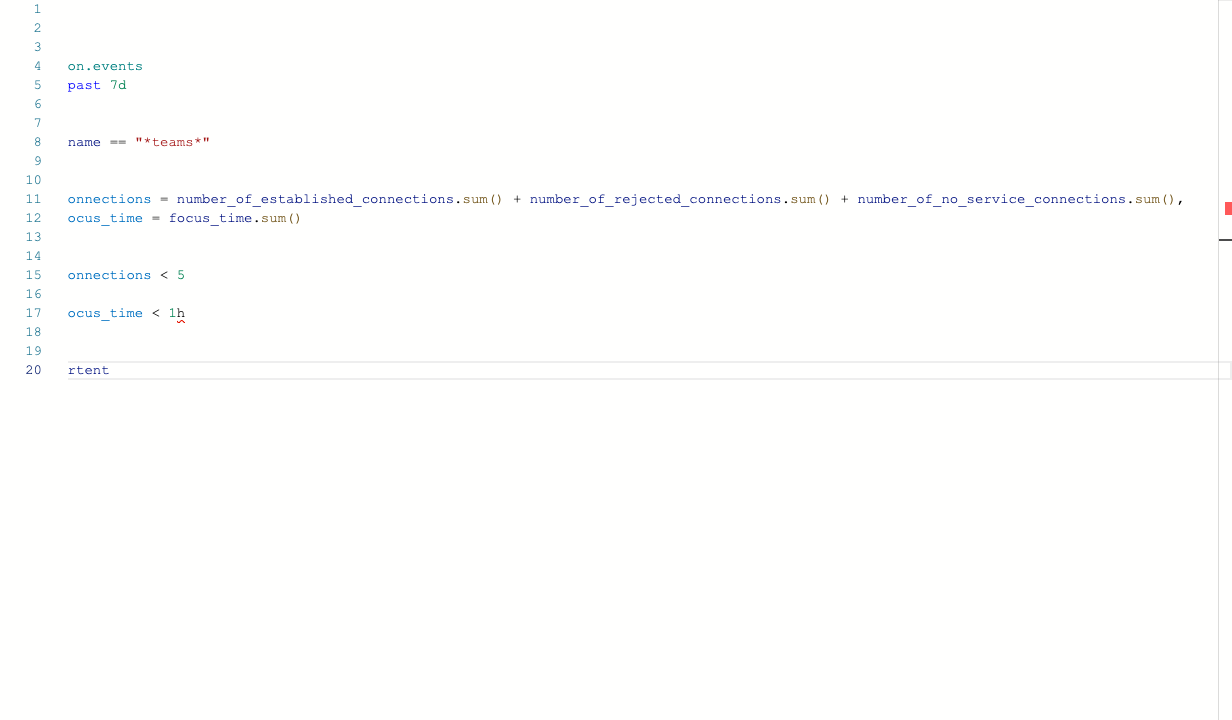 1
2
3
4 on.events
5 past 7d
6
7
8 name == "*teams*"
9
10
11 onnections = number_of_established_connections.sum() + number_of_rejected_connections.sum() + number_of_no_service_connections.sum(),
12 ocus_time = focus_time.sum()
13
14
15 onnections < 5
16
17 ocus_time < 1h
18
19
20 rtent